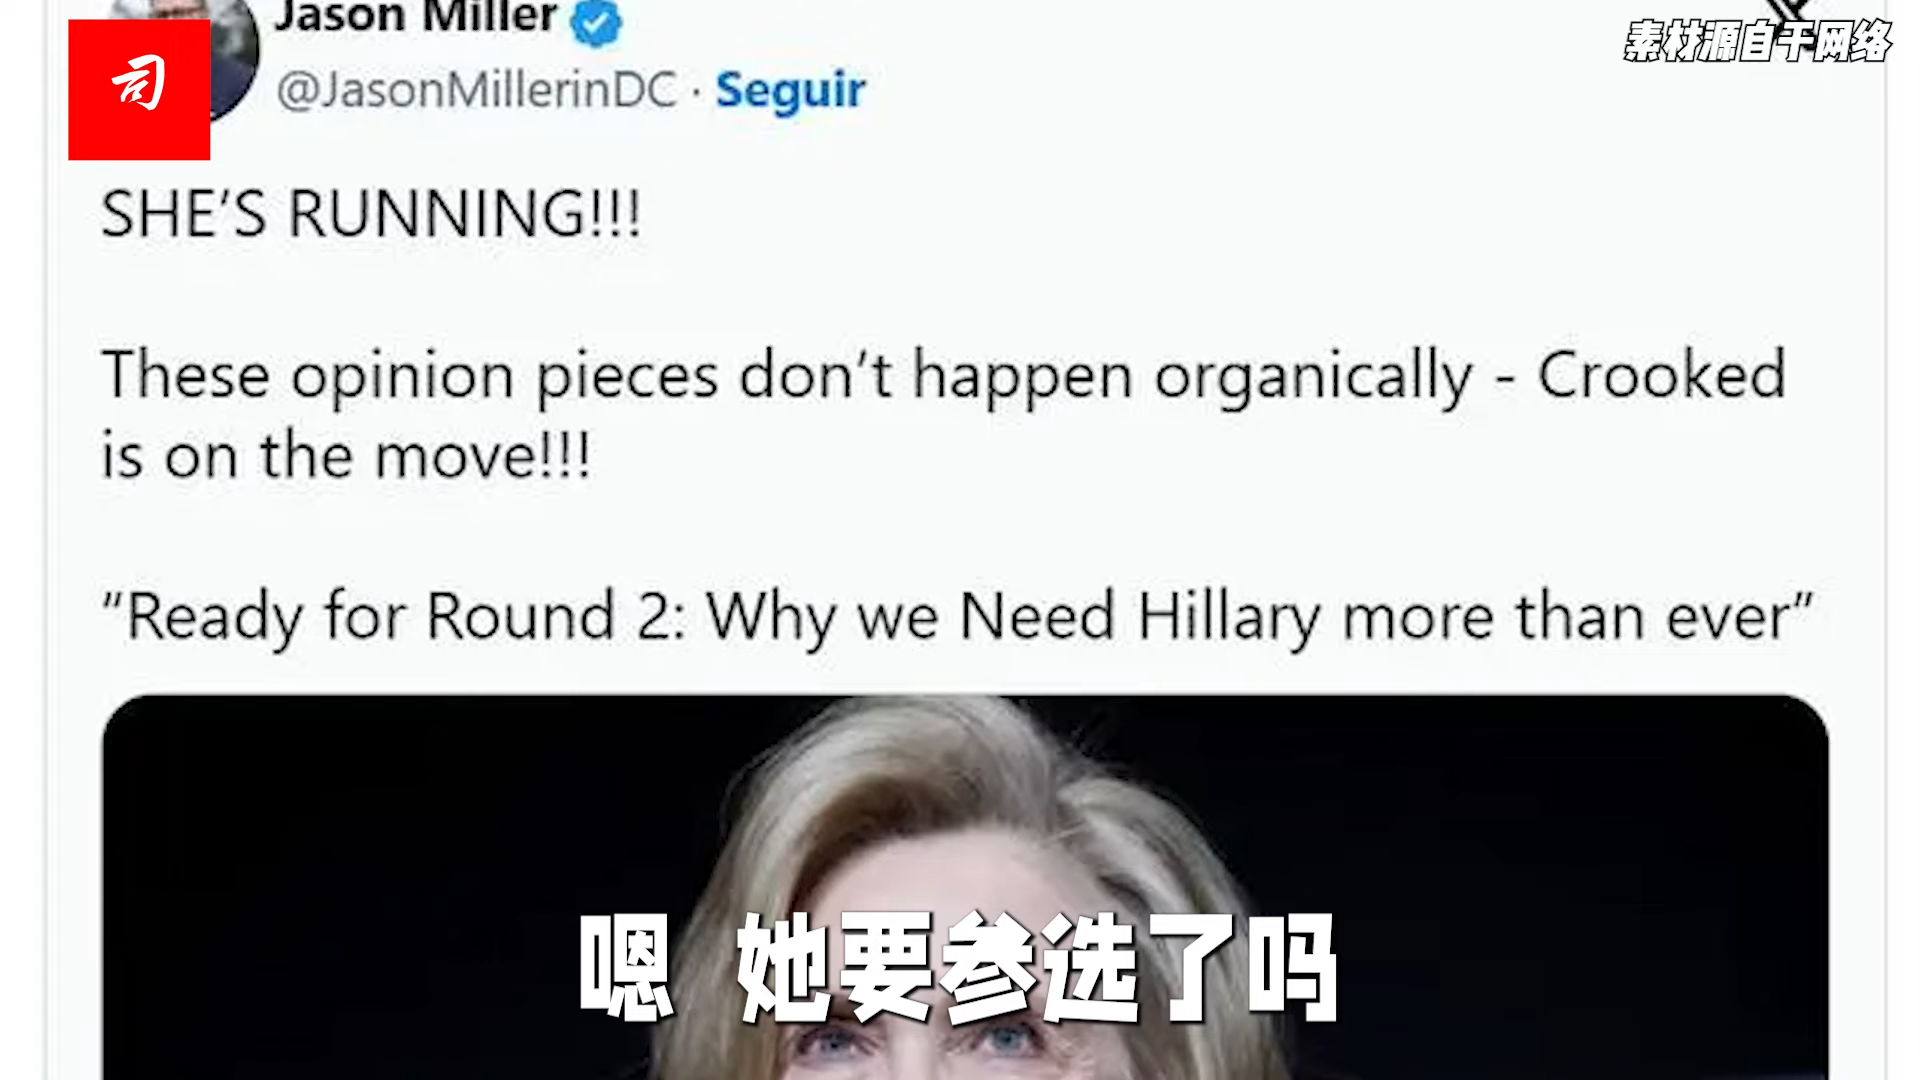 Jason Miller
素材源自于网络
司
@JasonMillerinDC · Seguir
SHE'S RUNNING!!!
These opinion pieces don't happen organically - Crooked
is on the move!!!
"Ready for Round 2: Why we Need Hillary more than ever"
嗯 她要参选了吗